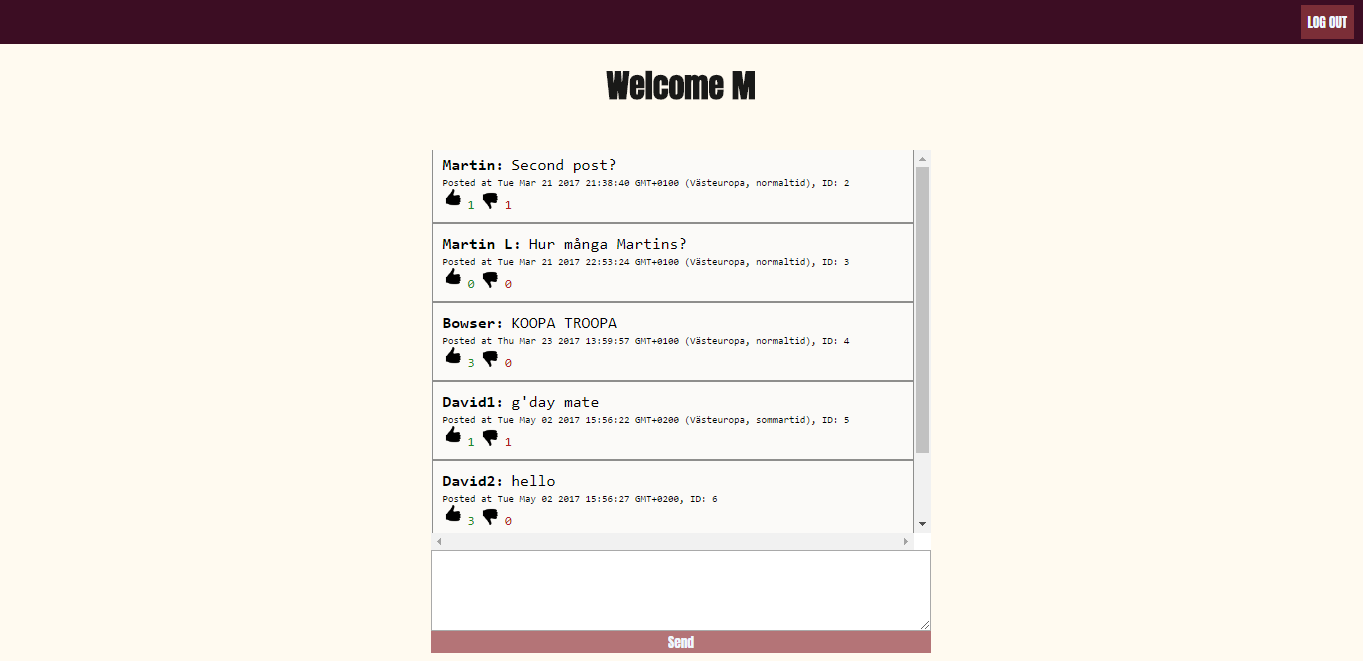 LOG OUT
Welcome M
Martin: Second post?
Posted at Tue Mar 21 2017 21:38:40 GMT+0100 (Västeuropa, normaltid), ID: 2
1 1
Martin L: Hur många Martins?
Posted at Tue Mar 21 2017 22:53:24 GMT+0100 (Västeuropa, normaltid), ID: 3
0 0
Bowser: KOOPA TROOPA
Posted at Thu Mar 23 2017 13:59:57 GMT+0100 (Västeuropa, normaltid), ID: 4
3 0
David1: g'day mate
Posted at Tue May 02 2017 15:56:22 GMT+0200 (Västeuropa, sommartid), ID: 5
1 1
David2: hello
Posted at Tue May 02 2017 15:56:27 GMT+0200, ID: 6
3 0
Send